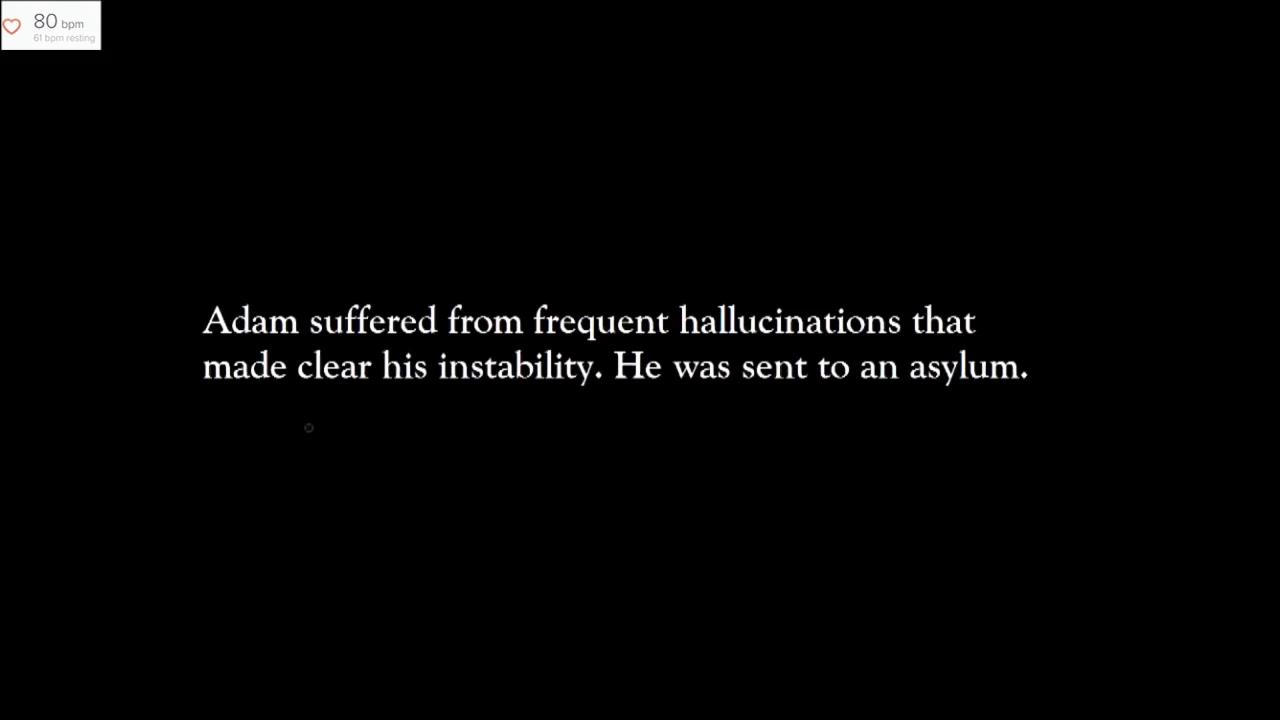 80 bpm
61 bpm resting
Adam suffered from frequent hallucinations that
made clear his instability. He was sent to an asylum.